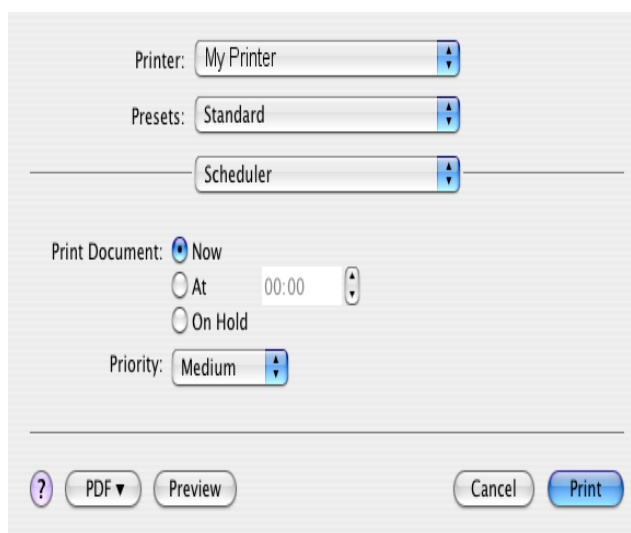 Printer: My Printer
Presets: Standard
Scheduler
Print Document: Now
At 00:00
On Hold
Priority: Medium
? PDF ▼ Preview Cancel Print